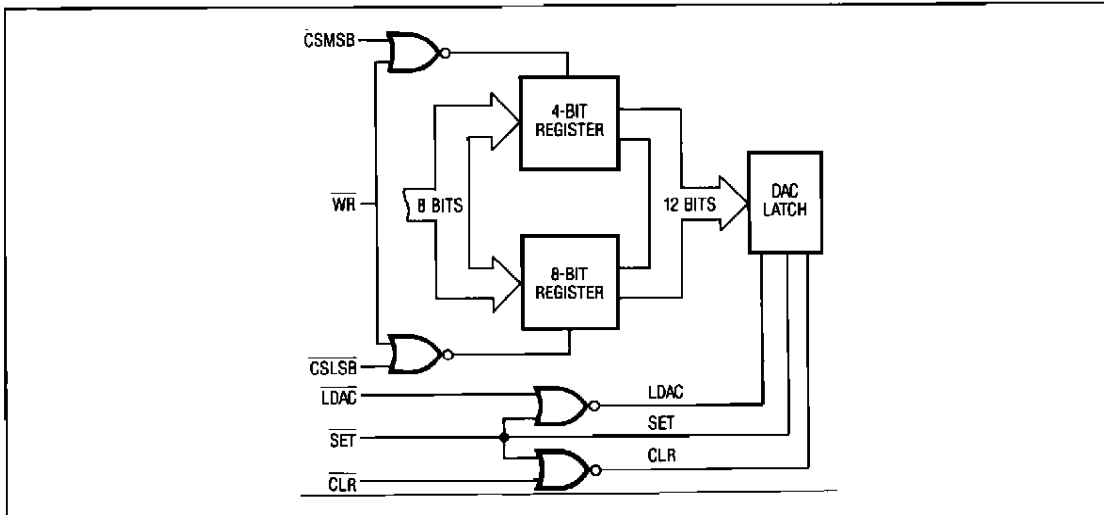 CSMSB
4-BIT
REGISTER
WR
8 BITS
12 BITS
DAC
LATCH
8-BIT
REGISTER
CSLSB
LDAC
LDAC
SET
SET
CLR
CLR